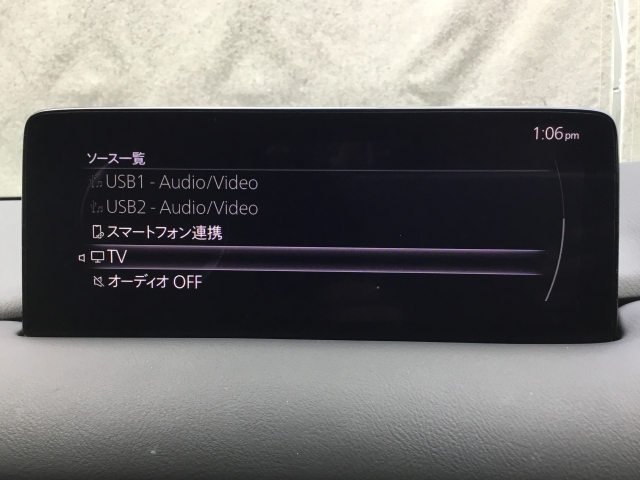 1:06pm
ソース一覧
USB1 - Audio/Video
USB2 - Audio/Video
スマートフォン連携
TV
オーディオ OFF